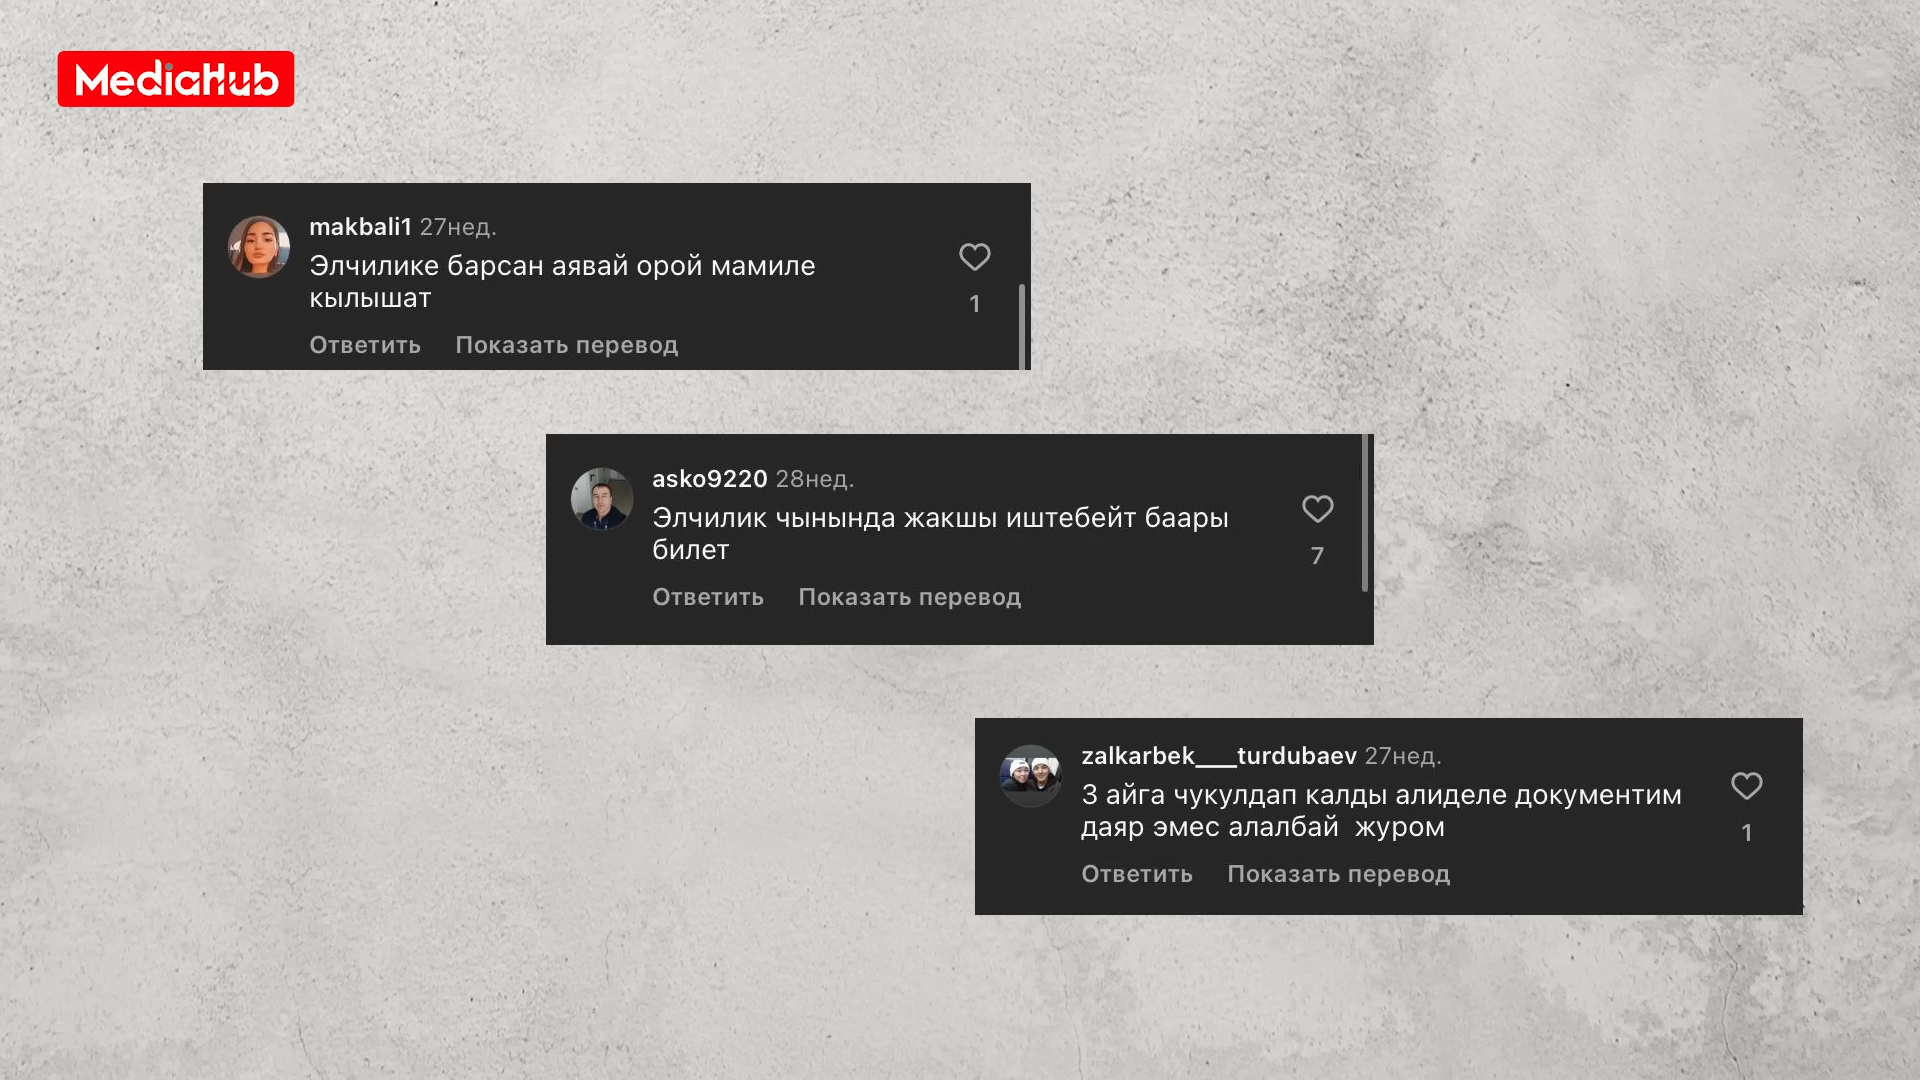 MediaHub
makbali1 27нед.
Элчилике барсан аявай орой мамиле
кылышат
1
Ответить Показать перевод
asko9220 28нед.
Элчилик чынында жакшы иштебейт баары
билет
7
Ответить Показать перевод
zalkarbek___turdubaev 27нед.
3 айга чукулдап калды алиделе документим
даяр эмес алалбай журом
1
Ответить Показать перевод